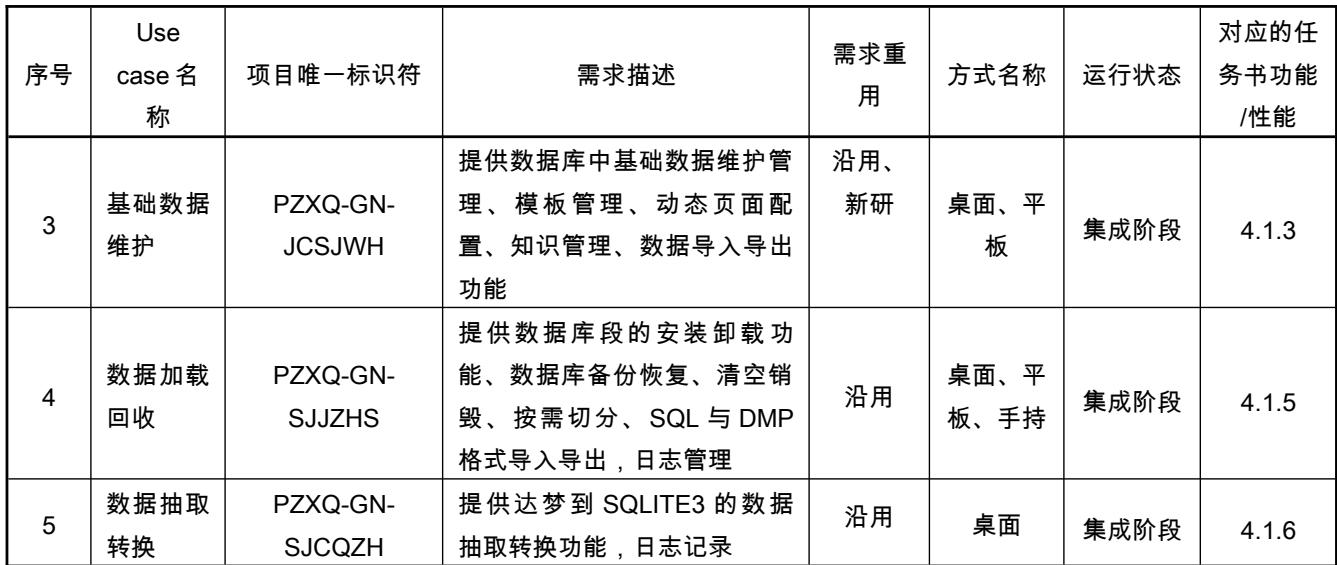 序号
Use
case 名
称
项目唯一标识符
需求描述
需求重
用
方式名称
运行状态
对应的任
务书功能
/性能
3
基础数据
维护
PZXQ-GN-
JCSJWH
提供数据库中基础数据维护管
理、模板管理、动态页面配
置、知识管理、数据导入导出
功能
沿用、
新研
桌面、平
板
集成阶段
4.1.3
4
数据加载
回收
PZXQ-GN-
SJJZHS
提供数据库段的安装卸载功
能、数据库备份恢复、清空销
毁、按需切分、SQL 与 DMP
格式导入导出，日志管理
沿用
桌面、平
板、手持
集成阶段
4.1.5
5
数据抽取
转换
PZXQ-GN-
SJCQZH
提供达梦到 SQLITE3 的数据
抽取转换功能，日志记录
沿用
桌面
集成阶段
4.1.6